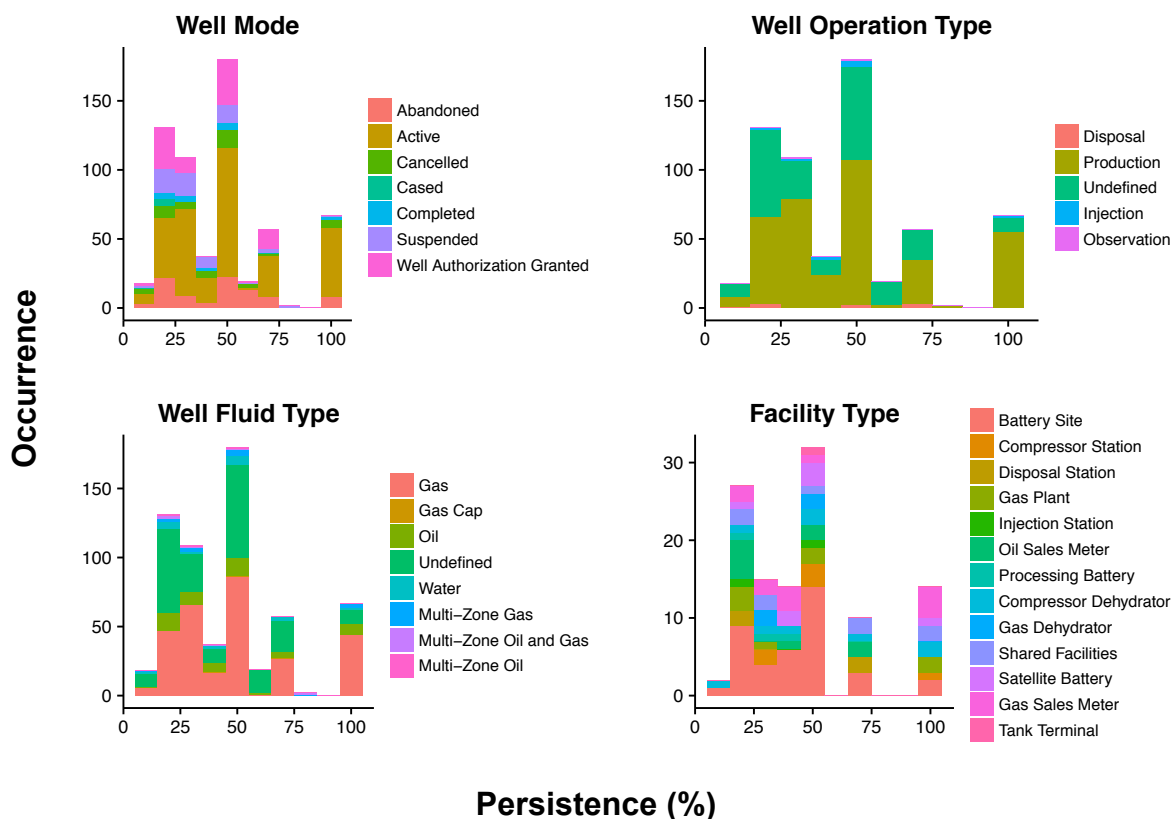 Well Mode
150
100
50
0
0 25 50 75 100
Abandoned
Active
Cancelled
Cased
Completed
Suspended
Well Authorization Granted
Well Operation Type
150
100
50
0
0 25 50 75 100
Disposal
Production
Undefined
Injection
Observation
Occurrence
Well Fluid Type
150
100
50
0
0 25 50 75 100
Gas
Gas Cap
Oil
Undefined
Water
Multi−Zone Gas
Multi−Zone Oil and Gas
Multi−Zone Oil
Facility Type
30
20
10
0
0 25 50 75 100
Battery Site
Compressor Station
Disposal Station
Gas Plant
Injection Station
Oil Sales Meter
Processing Battery
Compressor Dehydrator
Gas Dehydrator
Shared Facilities
Satellite Battery
Gas Sales Meter
Tank Terminal
Persistence (%)